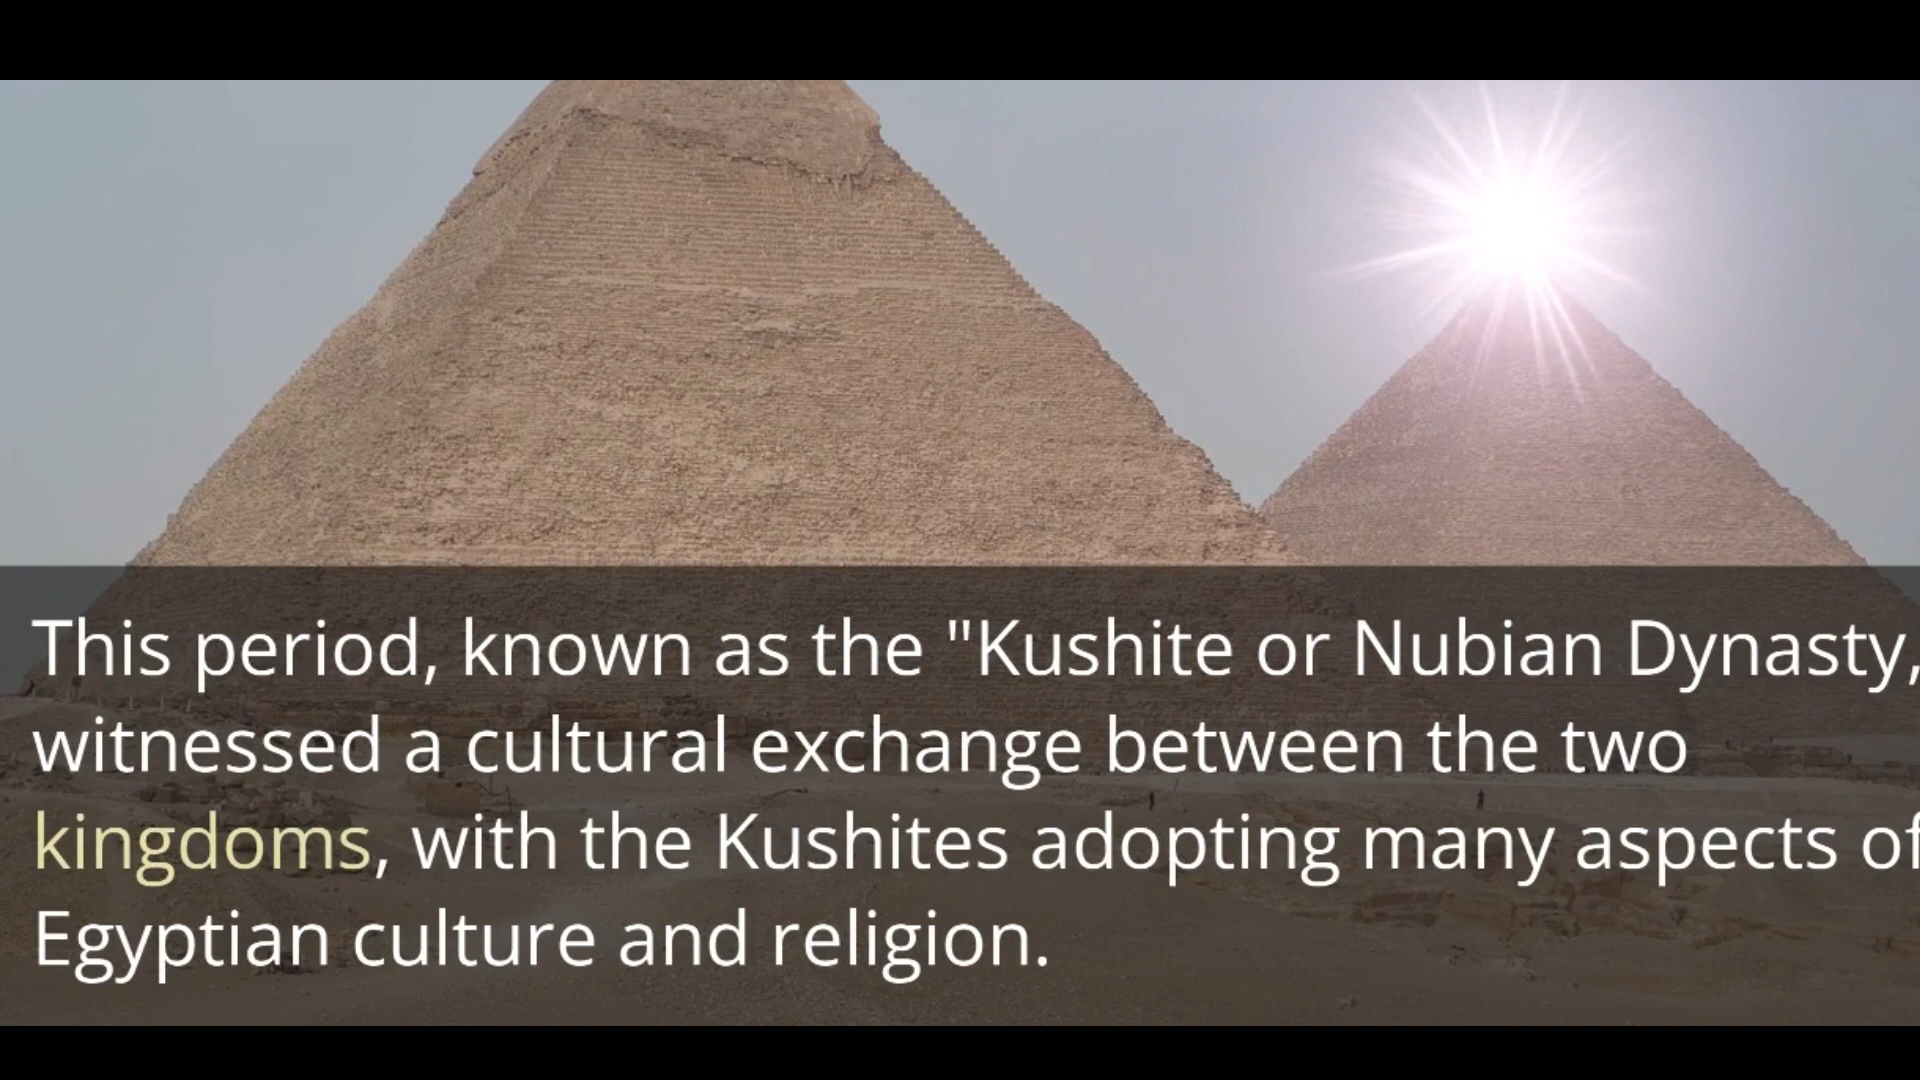 This period, known as the "Kushite or Nubian Dynasty,
witnessed a cultural exchange between the two
kingdoms, with the Kushites adopting many aspects of
Egyptian culture and religion.